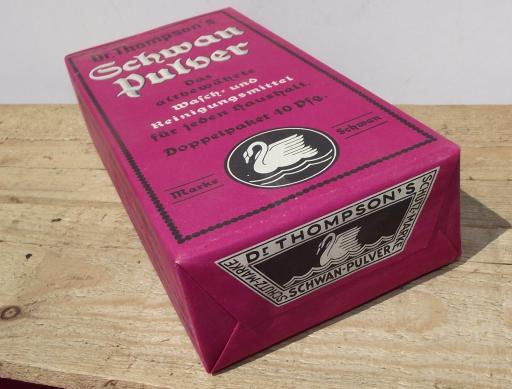 Dr. Thompson's
Schwan
Pulver
Das
altbewährte
Wasch- und
Reinigungsmittel
für jeden Haushalt.
Doppelpaket 40 Pfg.
Marke
Schwan
Dr THOMPSON'S
SCHUTZ-MARKE
SCHUTZ-MARKE
SCHWAN-PULVER